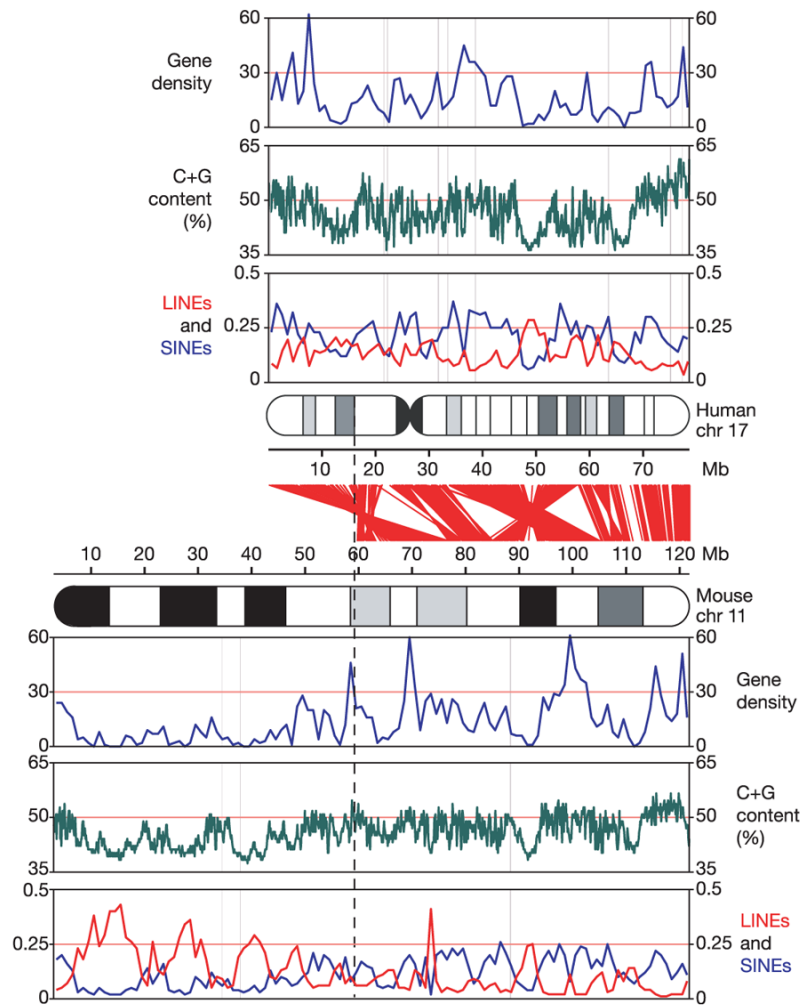 60
60
Gene
density
30
30
0
0
65
65
C+G
content
(%)
50
50
35
35
0.5
0.5
LINEs
and
SINEs
0.25
0.25
0
0
Human
chr 17
10 20 30 40 50 60 70 Mb
10 20 30 40 50 60 70 80 90 100 110 120 Mb
Mouse
chr 11
60
60
Gene
density
30
30
0
0
65
65
C+G
content
(%)
50
50
35
35
0.5
0.5
LINEs
and
SINEs
0.25
0.25
0
0